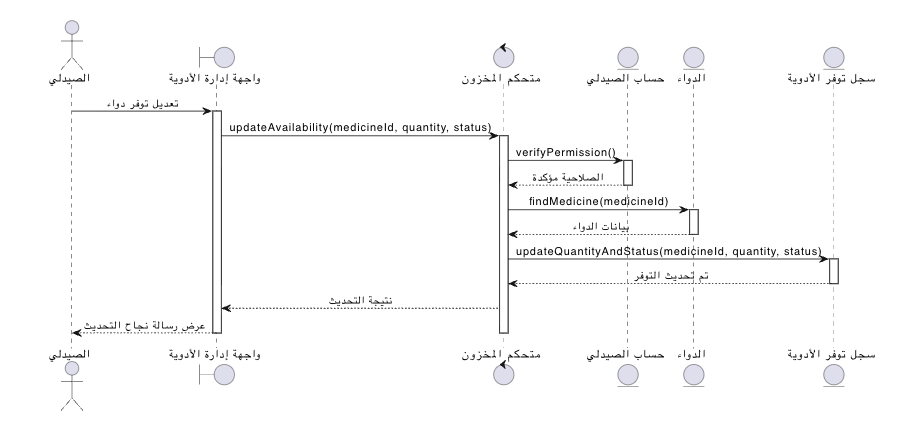 الصيدلي
واجهة إدارة الأدوية
متحكم المخزون
حساب الصيدلي
الدواء
سجل توفر الأدوية
تعديل توفر دواء
updateAvailability(medicineId, quantity, status)
verifyPermission()
الصلاحية مؤكدة
findMedicine(medicineId)
بيانات الدواء
updateQuantityAndStatus(medicineId, quantity, status)
تم تحديث التوفر
نتيجة التحديث
عرض رسالة نجاح التحديث
الصيدلي
واجهة إدارة الأدوية
متحكم المخزون
حساب الصيدلي
الدواء
سجل توفر الأدوية